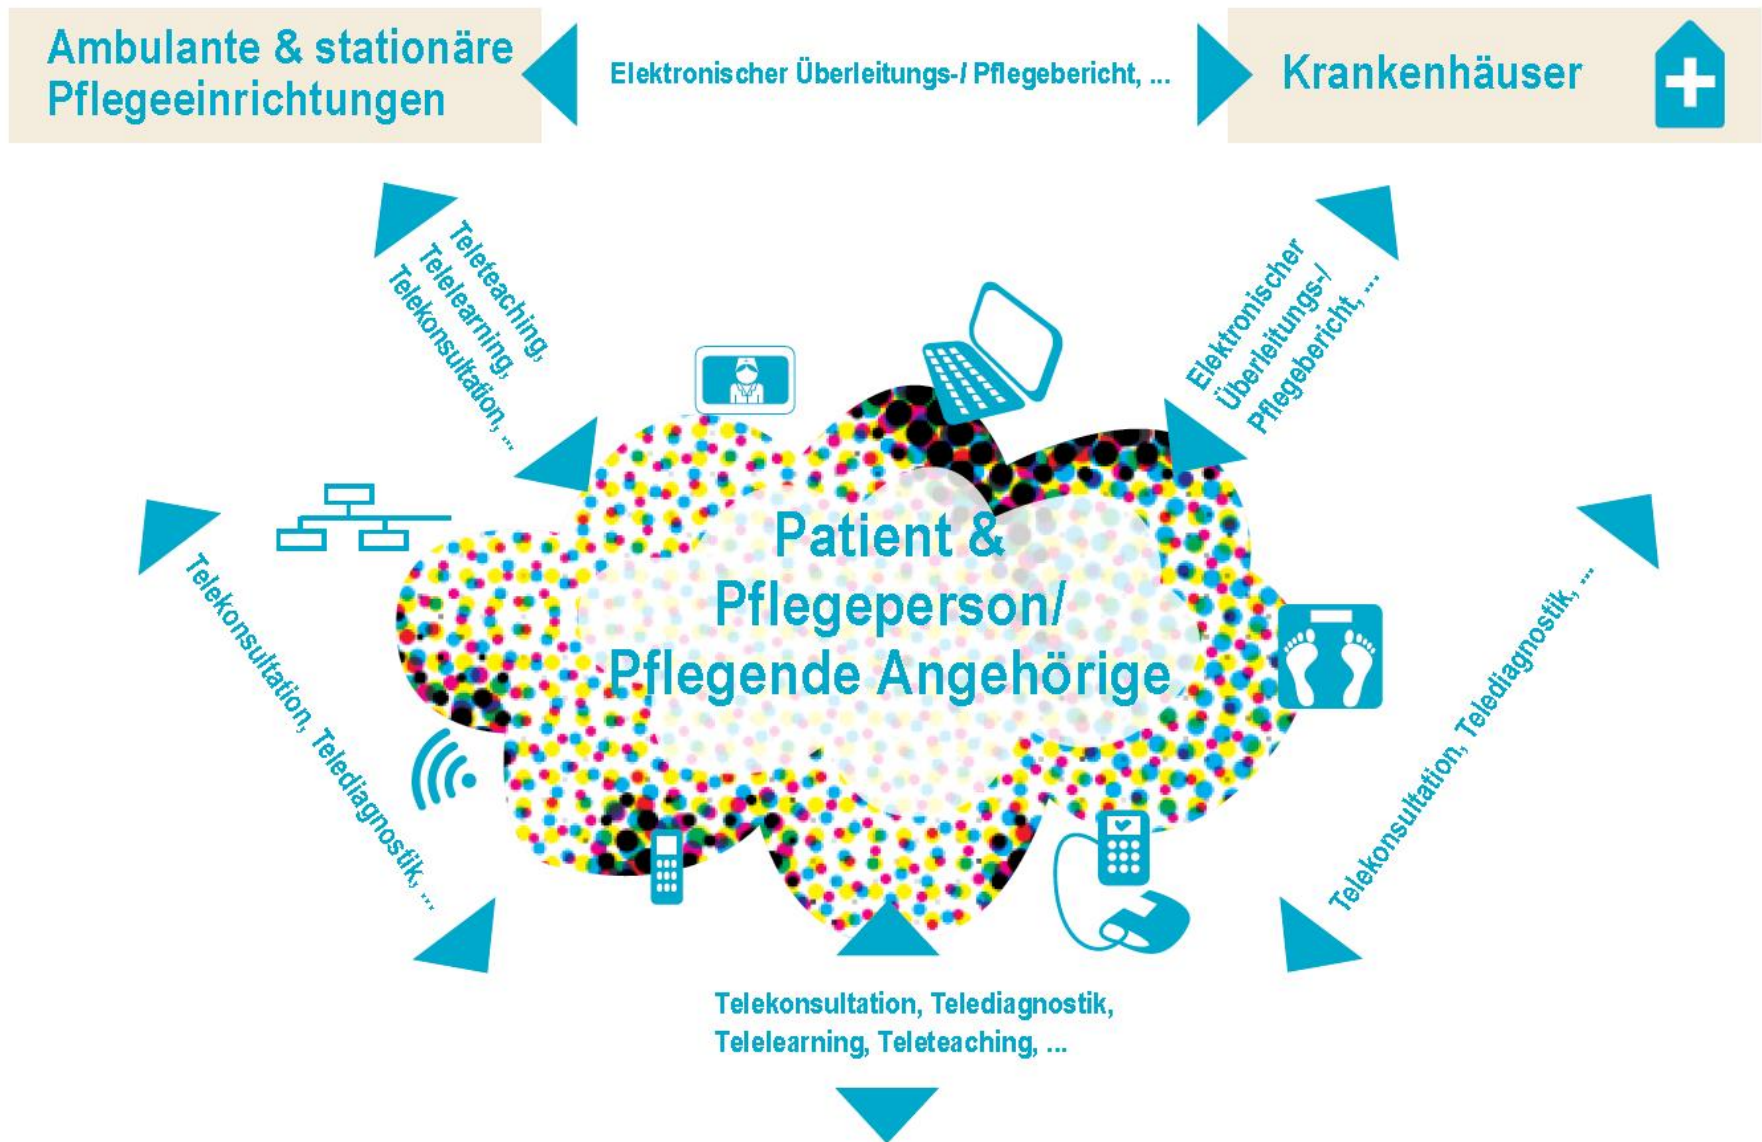 Ambulante & stationäre
Pflegeeinrichtungen
Elektronischer Überleitungs-/ Pflegebericht, ...
Krankenhäuser
Teleteaching,
Telelearning,
Telekonsultation, ...
Elektronischer
Überleitungs-/
Pflegebericht, ...
Patient &
Pflegeperson/
Pflegende Angehörige
Telekonsultation, Telediagnostik, ...
Telekonsultation, Telediagnostik, ...
Telekonsultation, Telediagnostik,
Telelearning, Teleteaching, ...